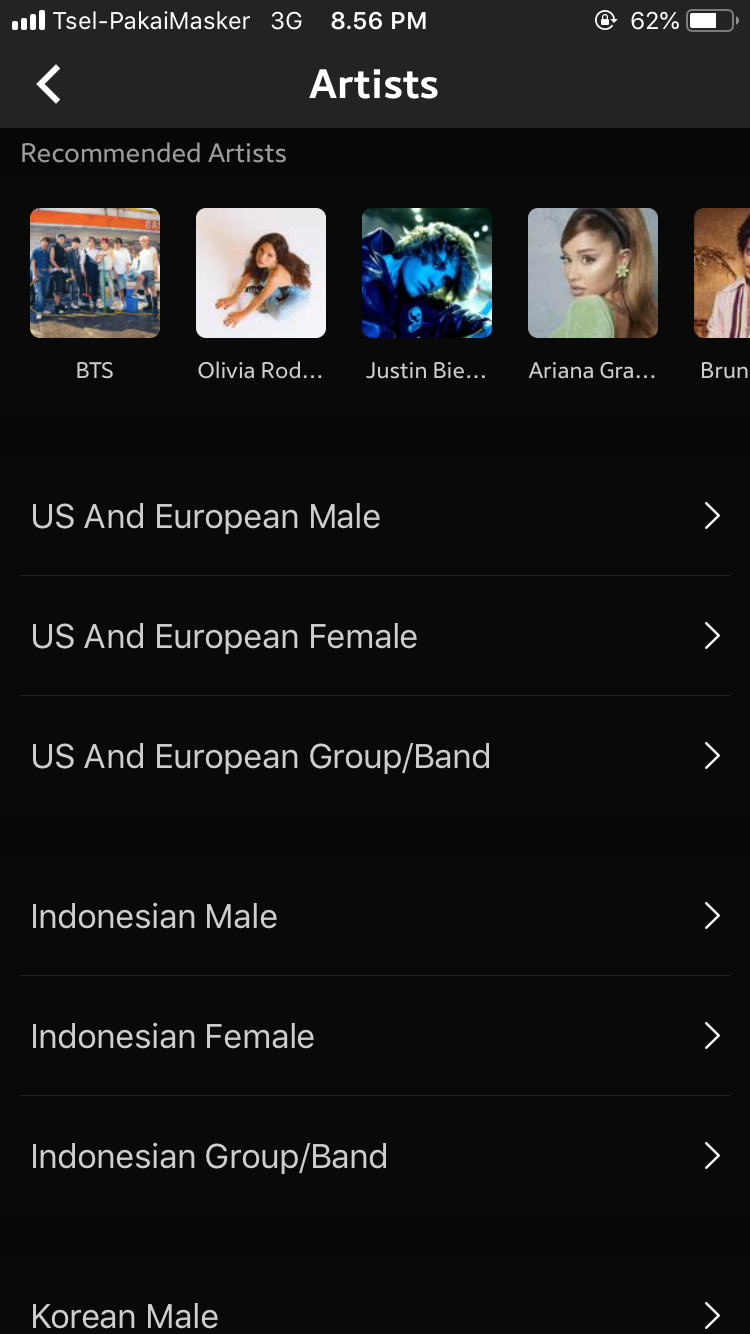 Tsel-PakaiMasker 3G 8.56 PM 62%
Artists
Recommended Artists
BTS
Olivia Rod...
Justin Bie...
Ariana Gra...
Brun
US And European Male
US And European Female
US And European Group/Band
Indonesian Male
Indonesian Female
Indonesian Group/Band
Korean Male